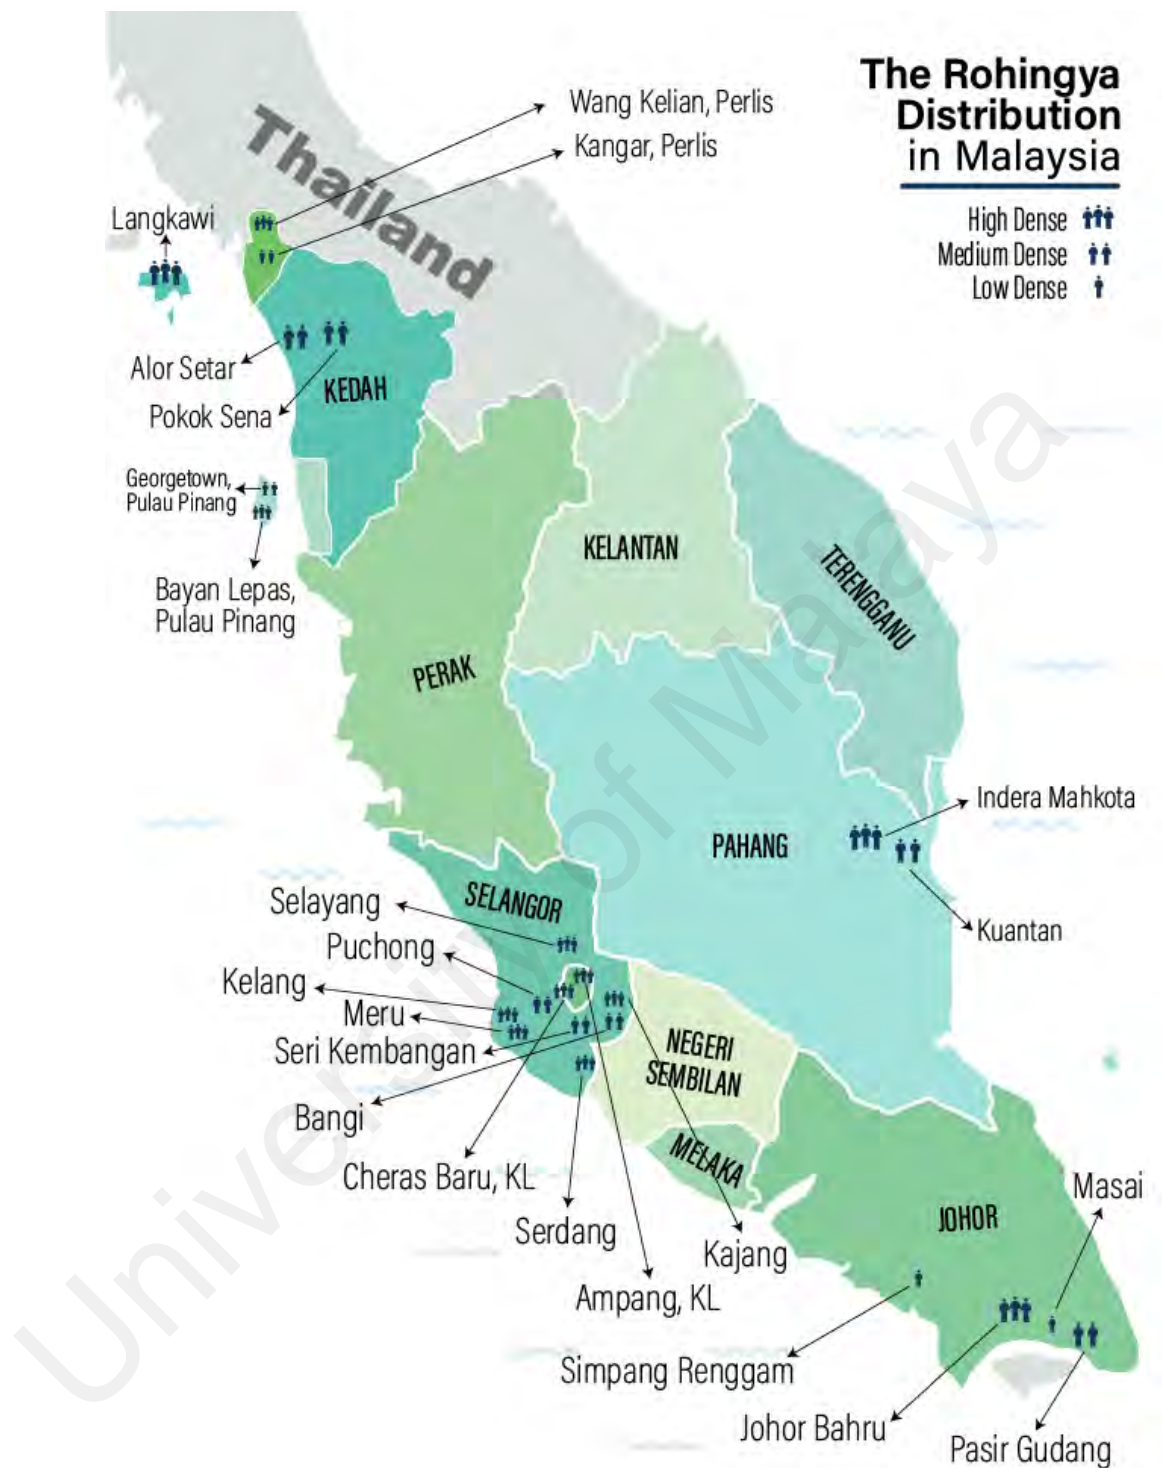 The Rohingya
Distribution
in Malaysia
High Dense
Medium Dense
Low Dense
Wang Kelian, Perlis
Kangar, Perlis
Thailand
Langkawi
Alor Setar
KEDAH
Pokok Sena
Georgetown,
Pulau Pinang
Bayan Lepas,
Pulau Pinang
KELANTAN
TERENGGANU
PERAK
Indera Mahkota
PAHANG
Kuantan
SELANGOR
Selayang
Puchong
Kelang
Meru
Seri Kembangan
Bangi
NEGERI
SEMBILAN
MELAKA
Cheras Baru, KL
Serdang
Kajang
Ampang, KL
Masai
JOHOR
Simpang Renggam
Johor Bahru
Pasir Gudang
University of Malaya